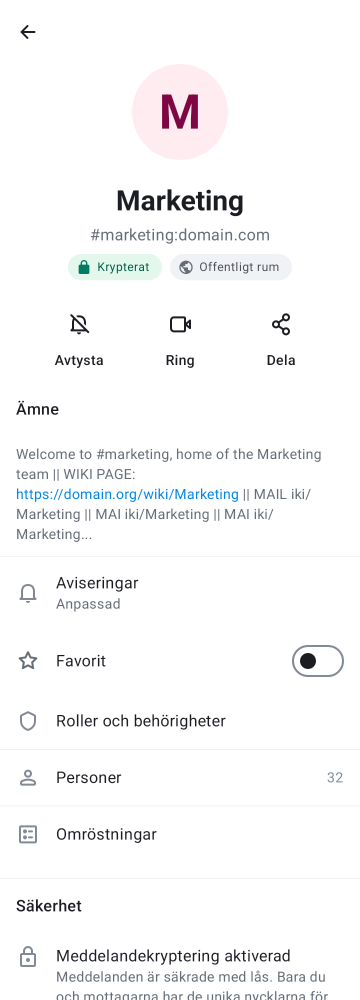 M
Marketing
#marketing:domain.com
Krypterat
Offentligt rum
Avtysta
Ring
Dela
Ämne
Welcome to #marketing, home of the Marketing
team || WIKI PAGE:
https://domain.org/wiki/Marketing || MAIL iki/
Marketing || MAI iki/Marketing || MAI iki/
Marketing...
Aviseringar
Anpassad
Favorit
Roller och behörigheter
Personer 32
Omröstningar
Säkerhet
Meddelandekryptering aktiverad
Meddelanden är säkrade med lås. Bara du
och mottagarna har de unika nycklarna för